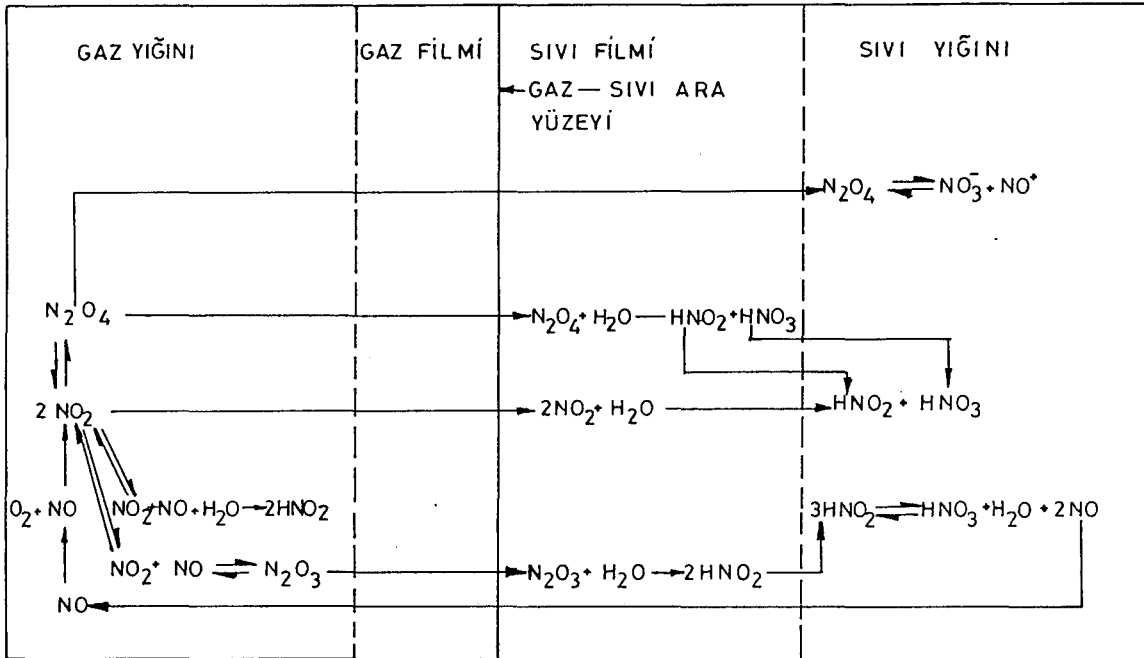 GAZ YIĞINI
GAZ FİLMİ
SIVI FİLMİ
SIVI YIĞINI
GAZ — SIVI ARA
YÜZEYİ
N₂O₄ ⇌ NO₃⁻ + NO⁺
N₂O₄
N₂O₄ + H₂O — HNO₂ + HNO₃
2 NO₂
2NO₂ + H₂O
HNO₂ + HNO₃
O₂ + NO
NO₂ + NO + H₂O → 2HNO₂
3HNO₂ ⇌ HNO₃ + H₂O + 2NO
NO₂ + NO ⇌ N₂O₃
N₂O₃ + H₂O → 2HNO₂
NO